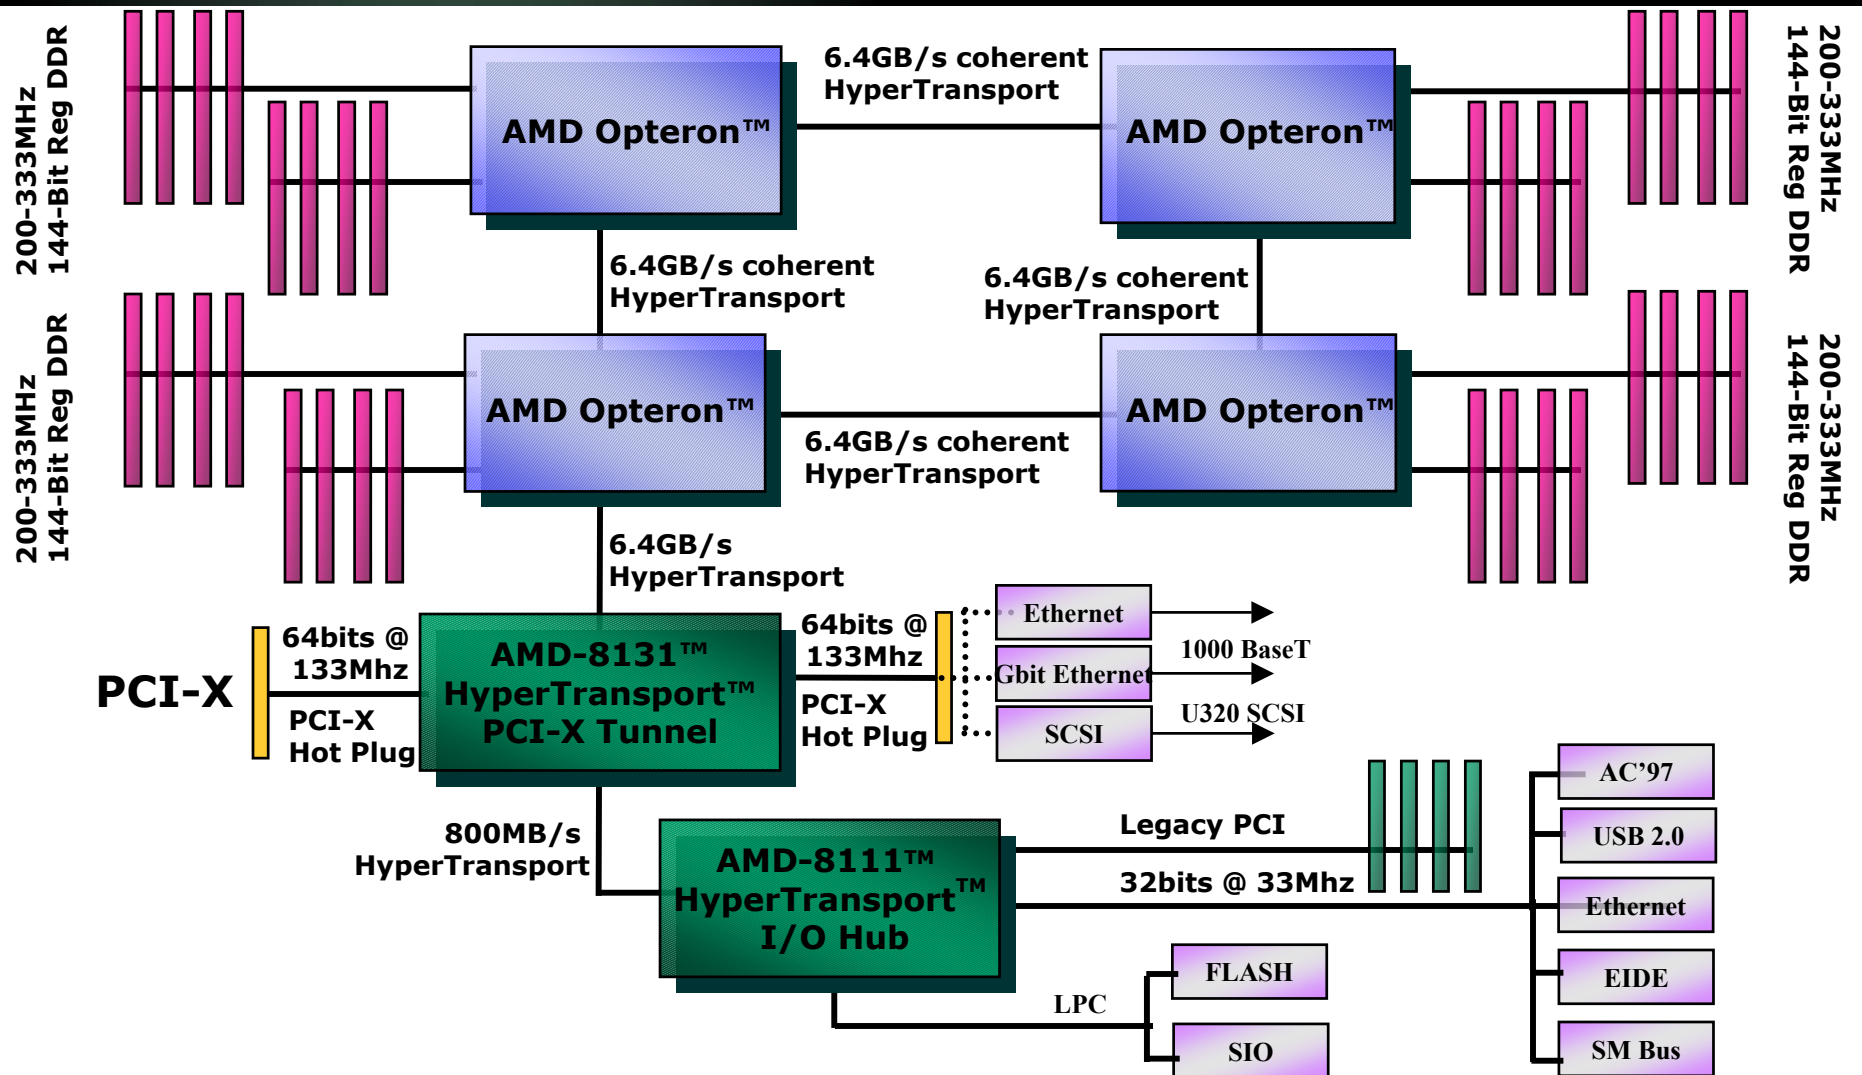 200-333MHz
144-Bit Reg DDR
AMD Opteron™
6.4GB/s coherent
HyperTransport
AMD Opteron™
200-333MHz
144-Bit Reg DDR
6.4GB/s coherent
HyperTransport
6.4GB/s coherent
HyperTransport
200-333MHz
144-Bit Reg DDR
AMD Opteron™
6.4GB/s coherent
HyperTransport
AMD Opteron™
200-333MHz
144-Bit Reg DDR
6.4GB/s
HyperTransport
PCI-X
64bits @
133Mhz
PCI-X
Hot Plug
AMD-8131™
HyperTransport™
PCI-X Tunnel
64bits @
133Mhz
PCI-X
Hot Plug
Ethernet
Gbit Ethernet
SCSI
1000 BaseT
U320 SCSI
800MB/s
HyperTransport
AMD-8111™
HyperTransport™
I/O Hub
Legacy PCI
32bits @ 33Mhz
AC’97
USB 2.0
Ethernet
EIDE
SM Bus
LPC
FLASH
SIO